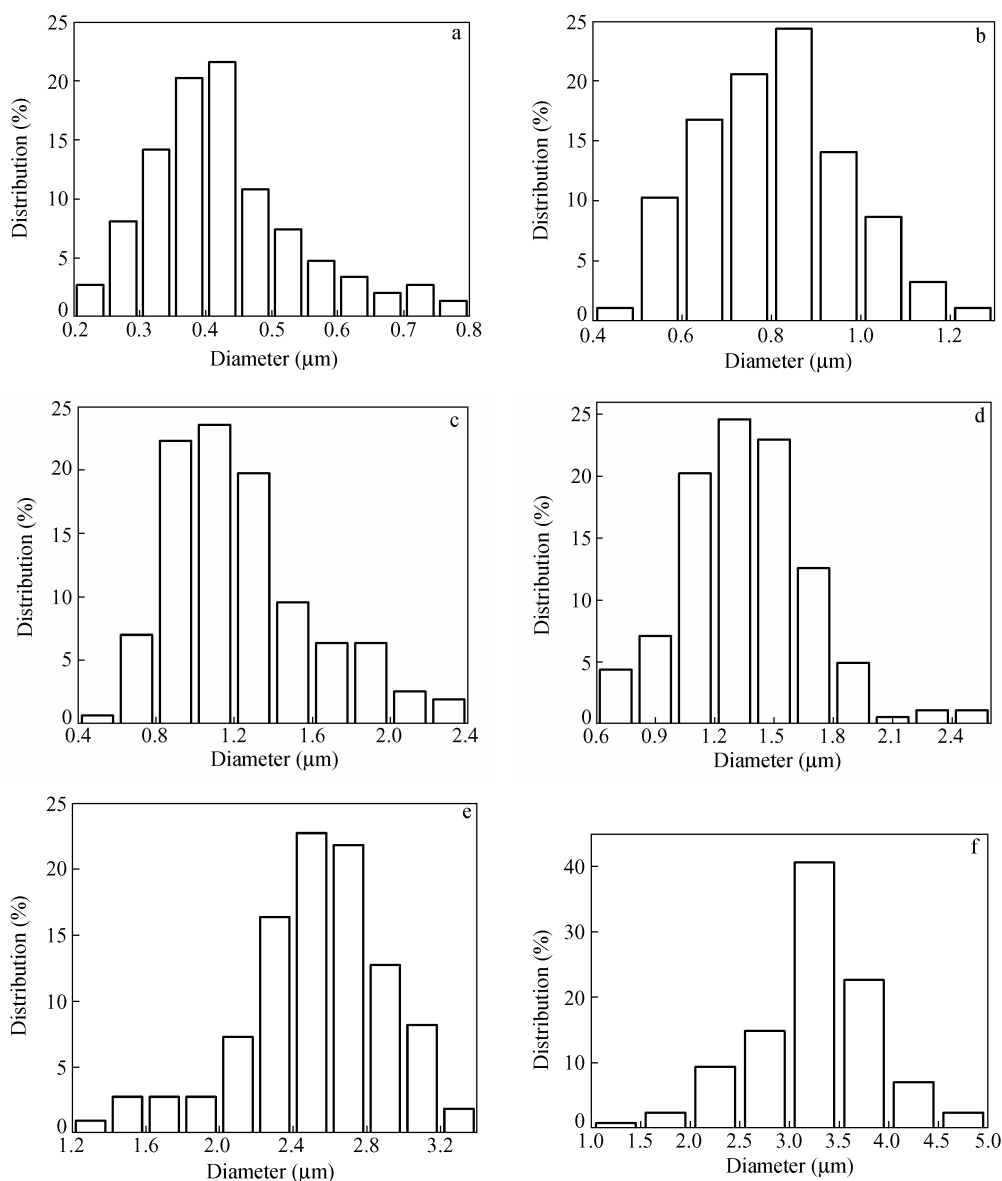 a
25
20
15
10
5
0
Distribution (%)
0.2 0.3 0.4 0.5 0.6 0.7 0.8
Diameter (μm)
b
25
20
15
10
5
0
Distribution (%)
0.4 0.6 0.8 1.0 1.2
Diameter (μm)
c
25
20
15
10
5
0
Distribution (%)
0.4 0.8 1.2 1.6 2.0 2.4
Diameter (μm)
d
25
20
15
10
5
0
Distribution (%)
0.6 0.9 1.2 1.5 1.8 2.1 2.4
Diameter (μm)
e
25
20
15
10
5
0
Distribution (%)
1.2 1.6 2.0 2.4 2.8 3.2
Diameter (μm)
f
40
30
20
10
0
Distribution (%)
1.0 1.5 2.0 2.5 3.0 3.5 4.0 4.5 5.0
Diameter (μm)